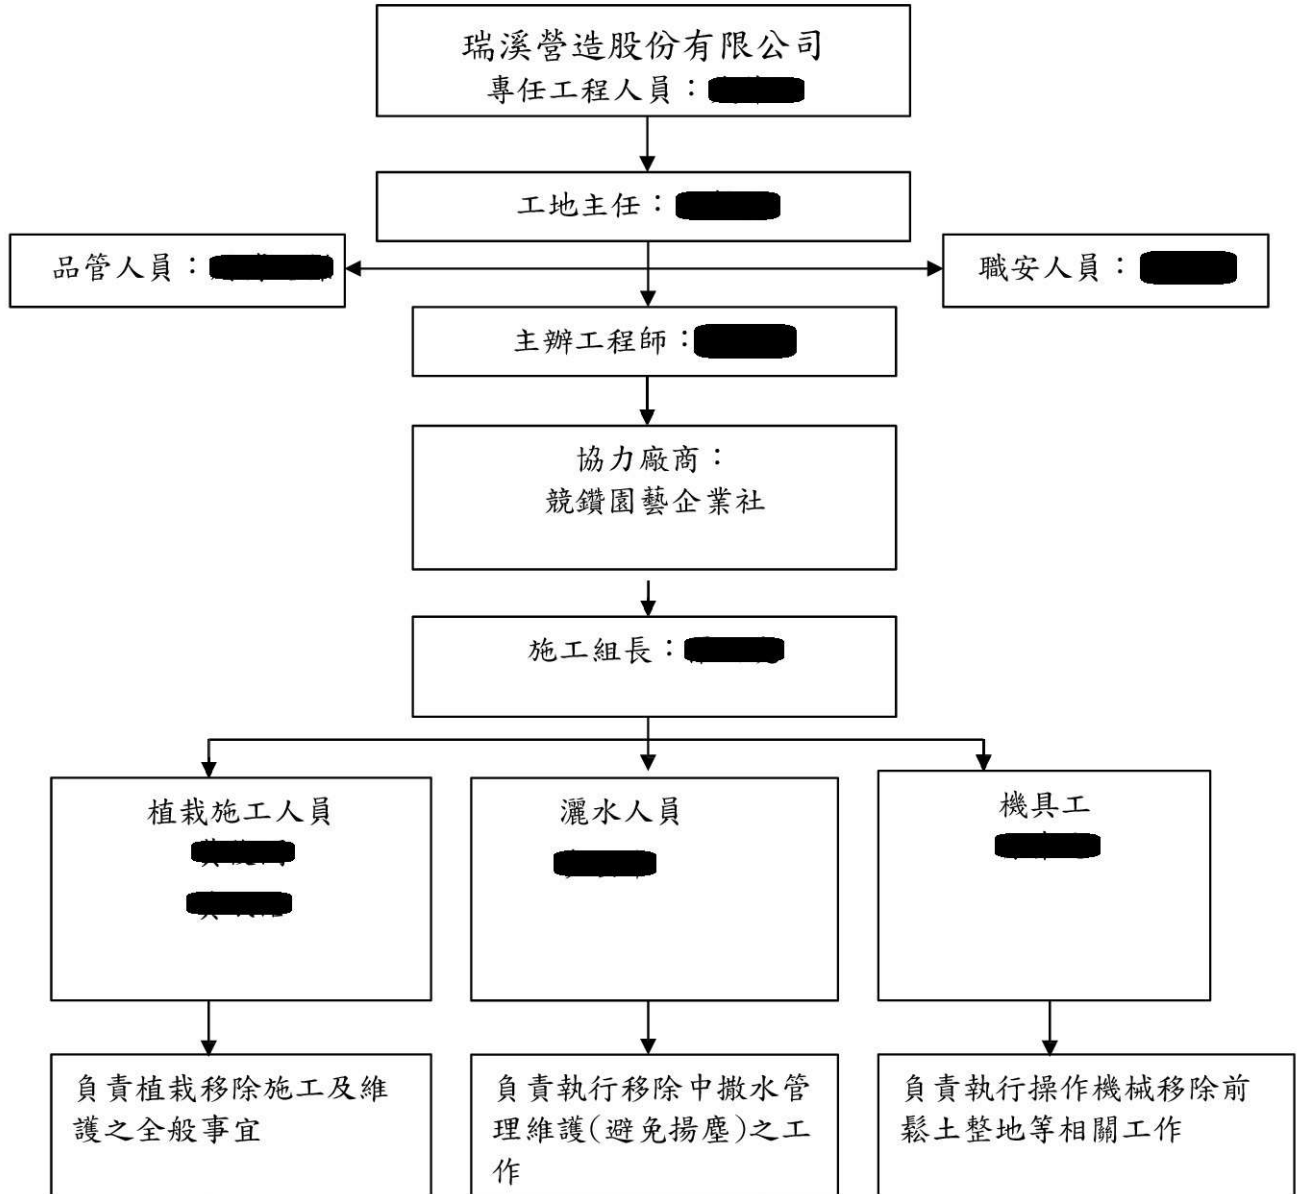 瑞溪營造股份有限公司
專任工程人員：
工地主任：
品管人員：
職安人員：
主辦工程師：
協力廠商：
競鑽園藝企業社
施工組長：
植栽施工人員
灑水人員
機具工
負責植栽移除施工及維
護之全般事宜
負責執行移除中撒水管
理維護(避免揚塵)之工
作
負責執行操作機械移除前
鬆土整地等相關工作